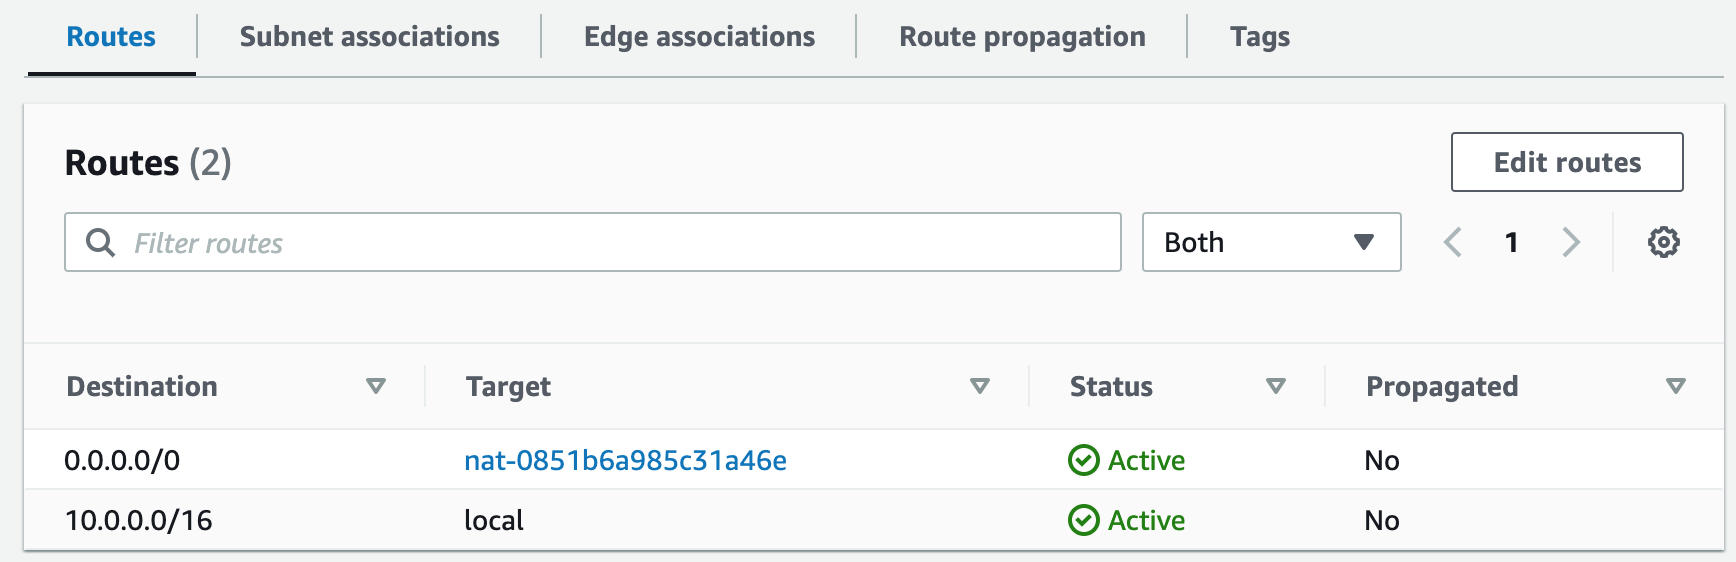 Routes Subnet associations Edge associations Route propagation Tags
Routes (2) Edit routes
Filter routes Both 1
Destination Target Status Propagated
0.0.0.0/0 nat-0851b6a985c31a46e Active No
10.0.0.0/16 local Active No